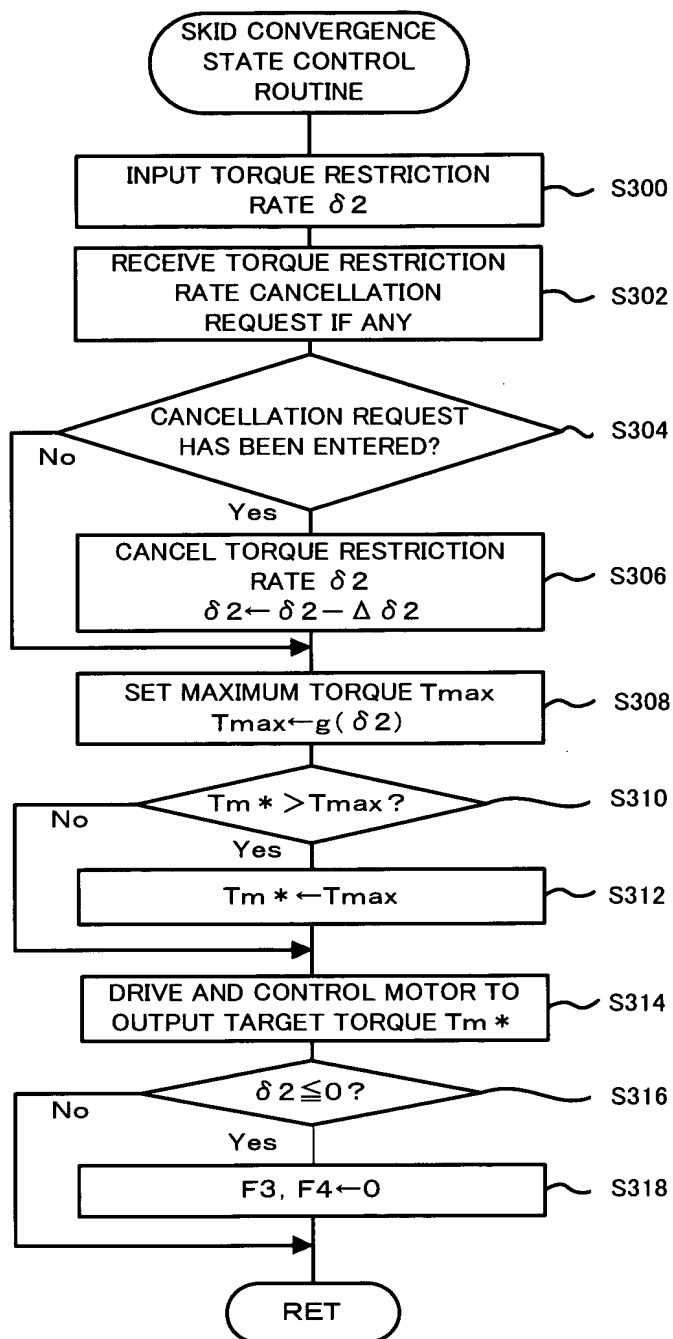 SKID CONVERGENCE
STATE CONTROL
ROUTINE
INPUT TORQUE RESTRICTION
RATE δ2
S300
RECEIVE TORQUE RESTRICTION
RATE CANCELLATION
REQUEST IF ANY
S302
CANCELLATION REQUEST
HAS BEEN ENTERED?
S304
No
Yes
CANCEL TORQUE RESTRICTION
RATE δ2
δ2←δ2−Δδ2
S306
SET MAXIMUM TORQUE Tmax
Tmax←g(δ2)
S308
Tm*>Tmax?
S310
No
Yes
Tm*←Tmax
S312
DRIVE AND CONTROL MOTOR TO
OUTPUT TARGET TORQUE Tm*
S314
δ2≦0?
S316
No
Yes
F3, F4←0
S318
RET